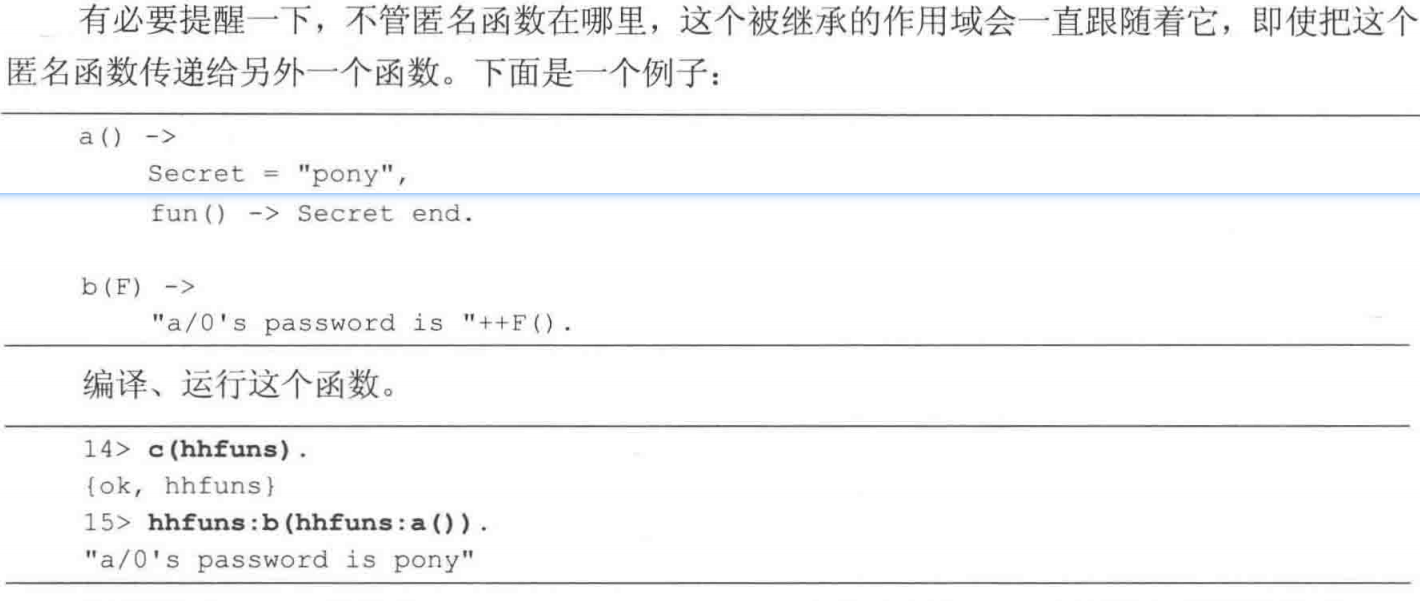 有必要提醒一下，不管匿名函数在哪里，这个被继承的作用域会一直跟随着它，即使把这个
匿名函数传递给另外一个函数。下面是一个例子：
a() ->
    Secret = "pony",
    fun() -> Secret end.
b(F) ->
    "a/0's password is "++F().
编译、运行这个函数。
14> c(hhfuns).
{ok, hhfuns}
15> hhfuns:b(hhfuns:a()).
"a/0's password is pony"